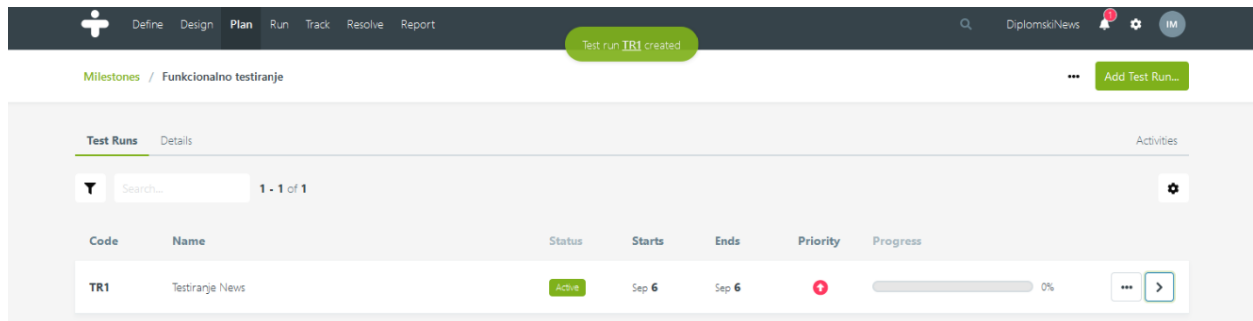 Define Design Plan Run Track Resolve Report DiplomskiNews 1 IM
Test run TR1 created
Milestones / Funkcionalno testiranje ••• Add Test Run...
Test Runs Details Activities
Search... 1 - 1 of 1
Code Name Status Starts Ends Priority Progress
TR1 Testiranje News Active Sep 6 Sep 6 0% •••